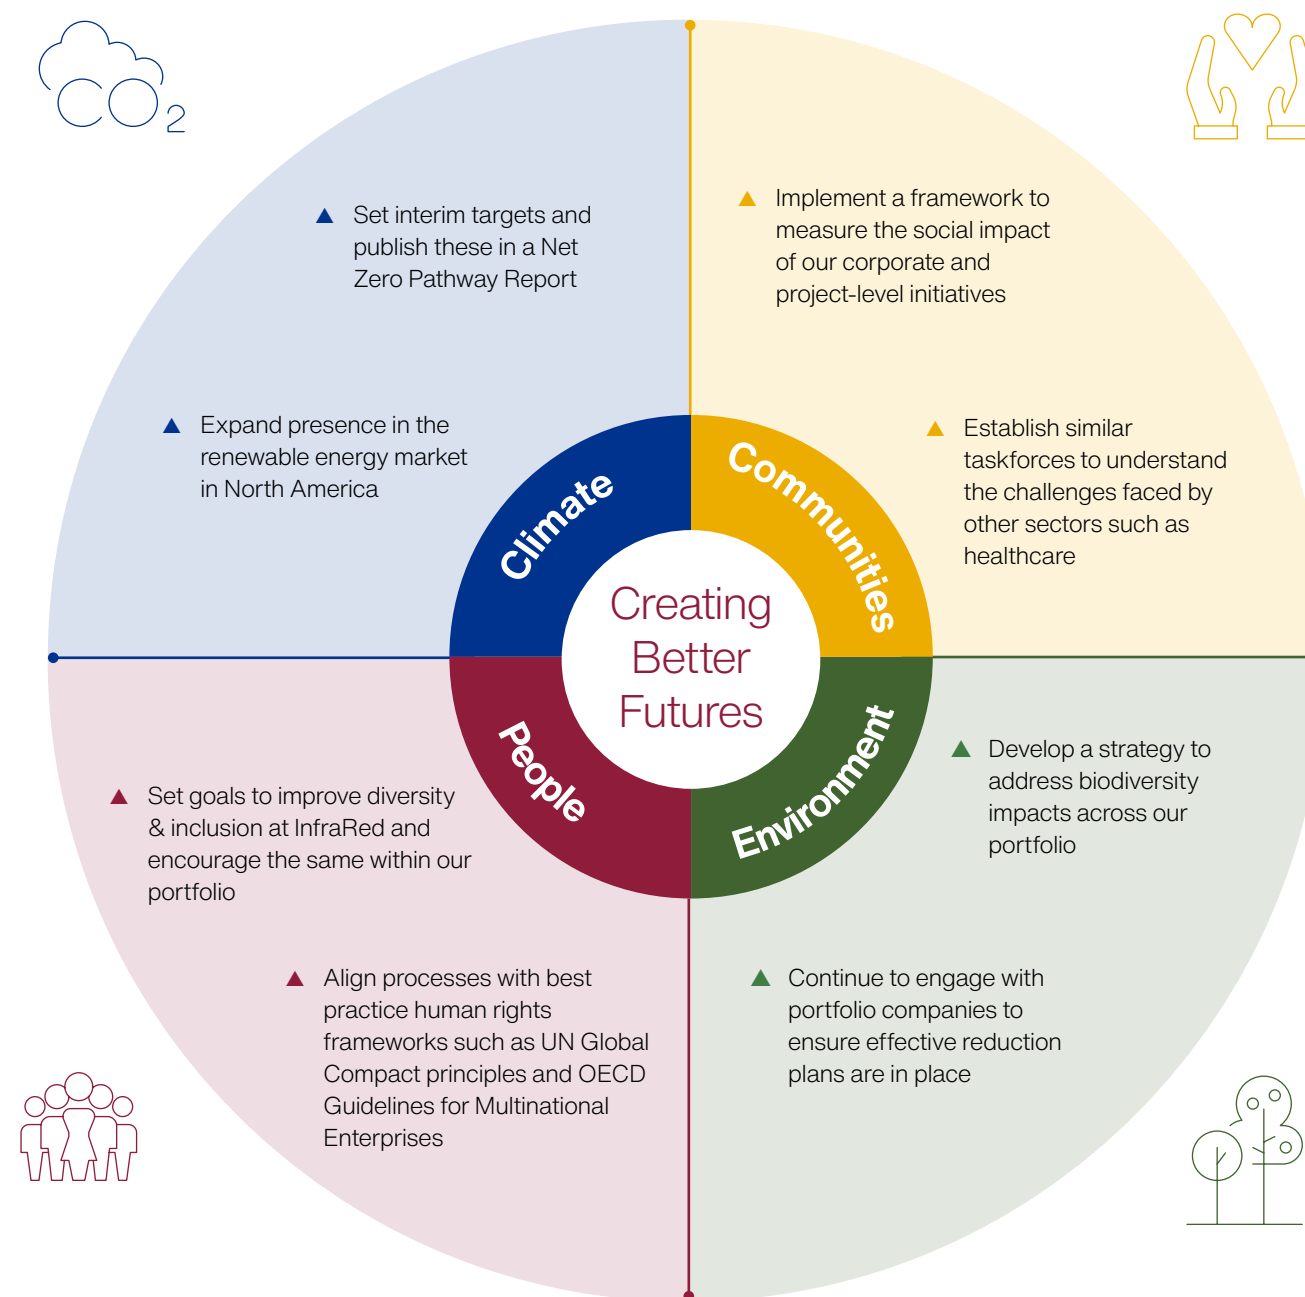 CO2
Set interim targets and
publish these in a Net
Zero Pathway Report
Expand presence in the
renewable energy market
in North America
Implement a framework to
measure the social impact
of our corporate and
project-level initiatives
Establish similar
taskforces to understand
the challenges faced by
other sectors such as
healthcare
Climate
Communities
Creating
Better
Futures
People
Environment
Set goals to improve diversity
& inclusion at InfraRed and
encourage the same within our
portfolio
Align processes with best
practice human rights
frameworks such as UN Global
Compact principles and OECD
Guidelines for Multinational
Enterprises
Develop a strategy to
address biodiversity
impacts across our
portfolio
Continue to engage with
portfolio companies to
ensure effective reduction
plans are in place